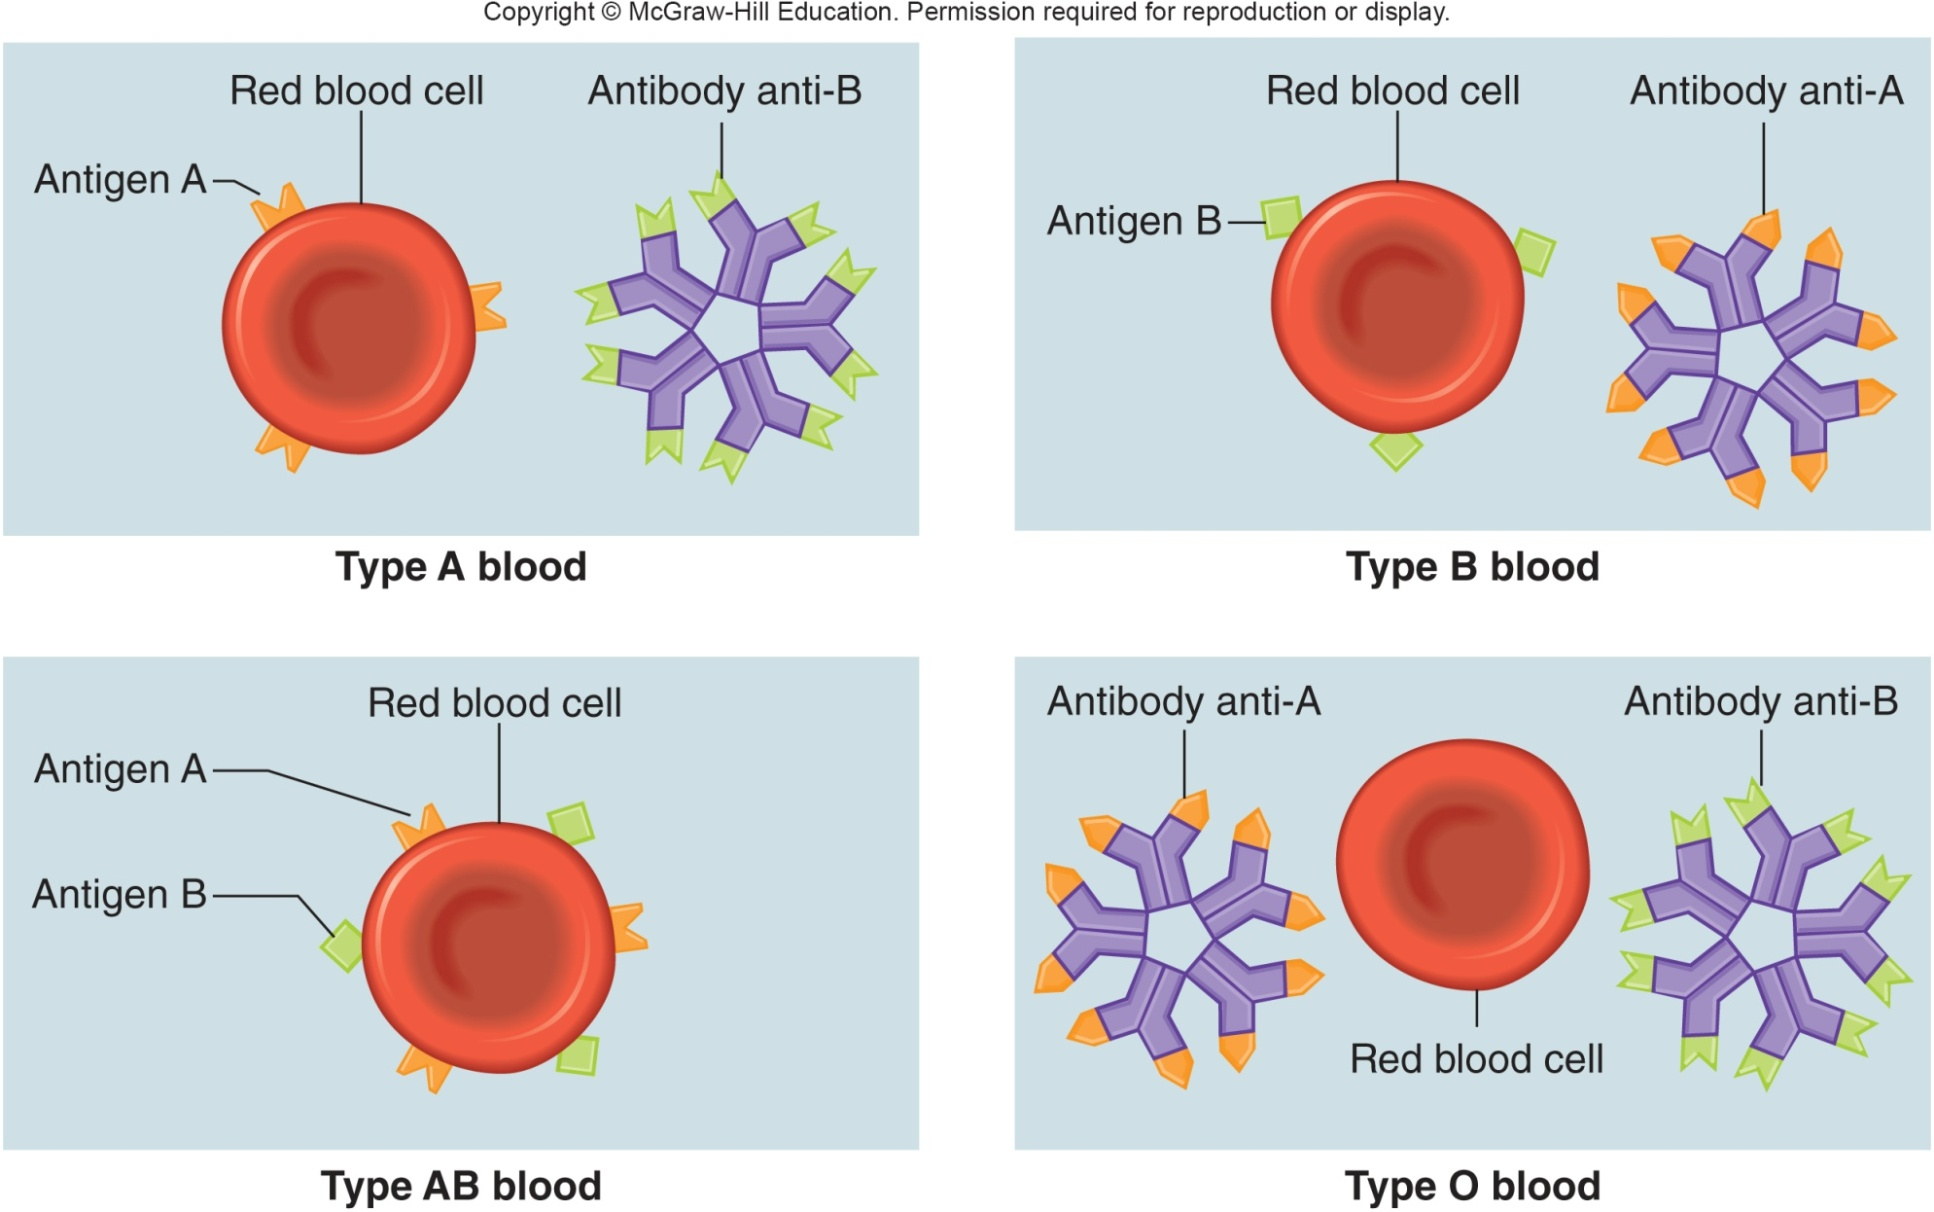 Copyright © McGraw-Hill Education. Permission required for reproduction or display.
Red blood cell
Antibody anti-B
Antigen A
Type A blood
Red blood cell
Antibody anti-A
Antigen B
Type B blood
Red blood cell
Antigen A
Antigen B
Type AB blood
Antibody anti-A
Antibody anti-B
Red blood cell
Type O blood